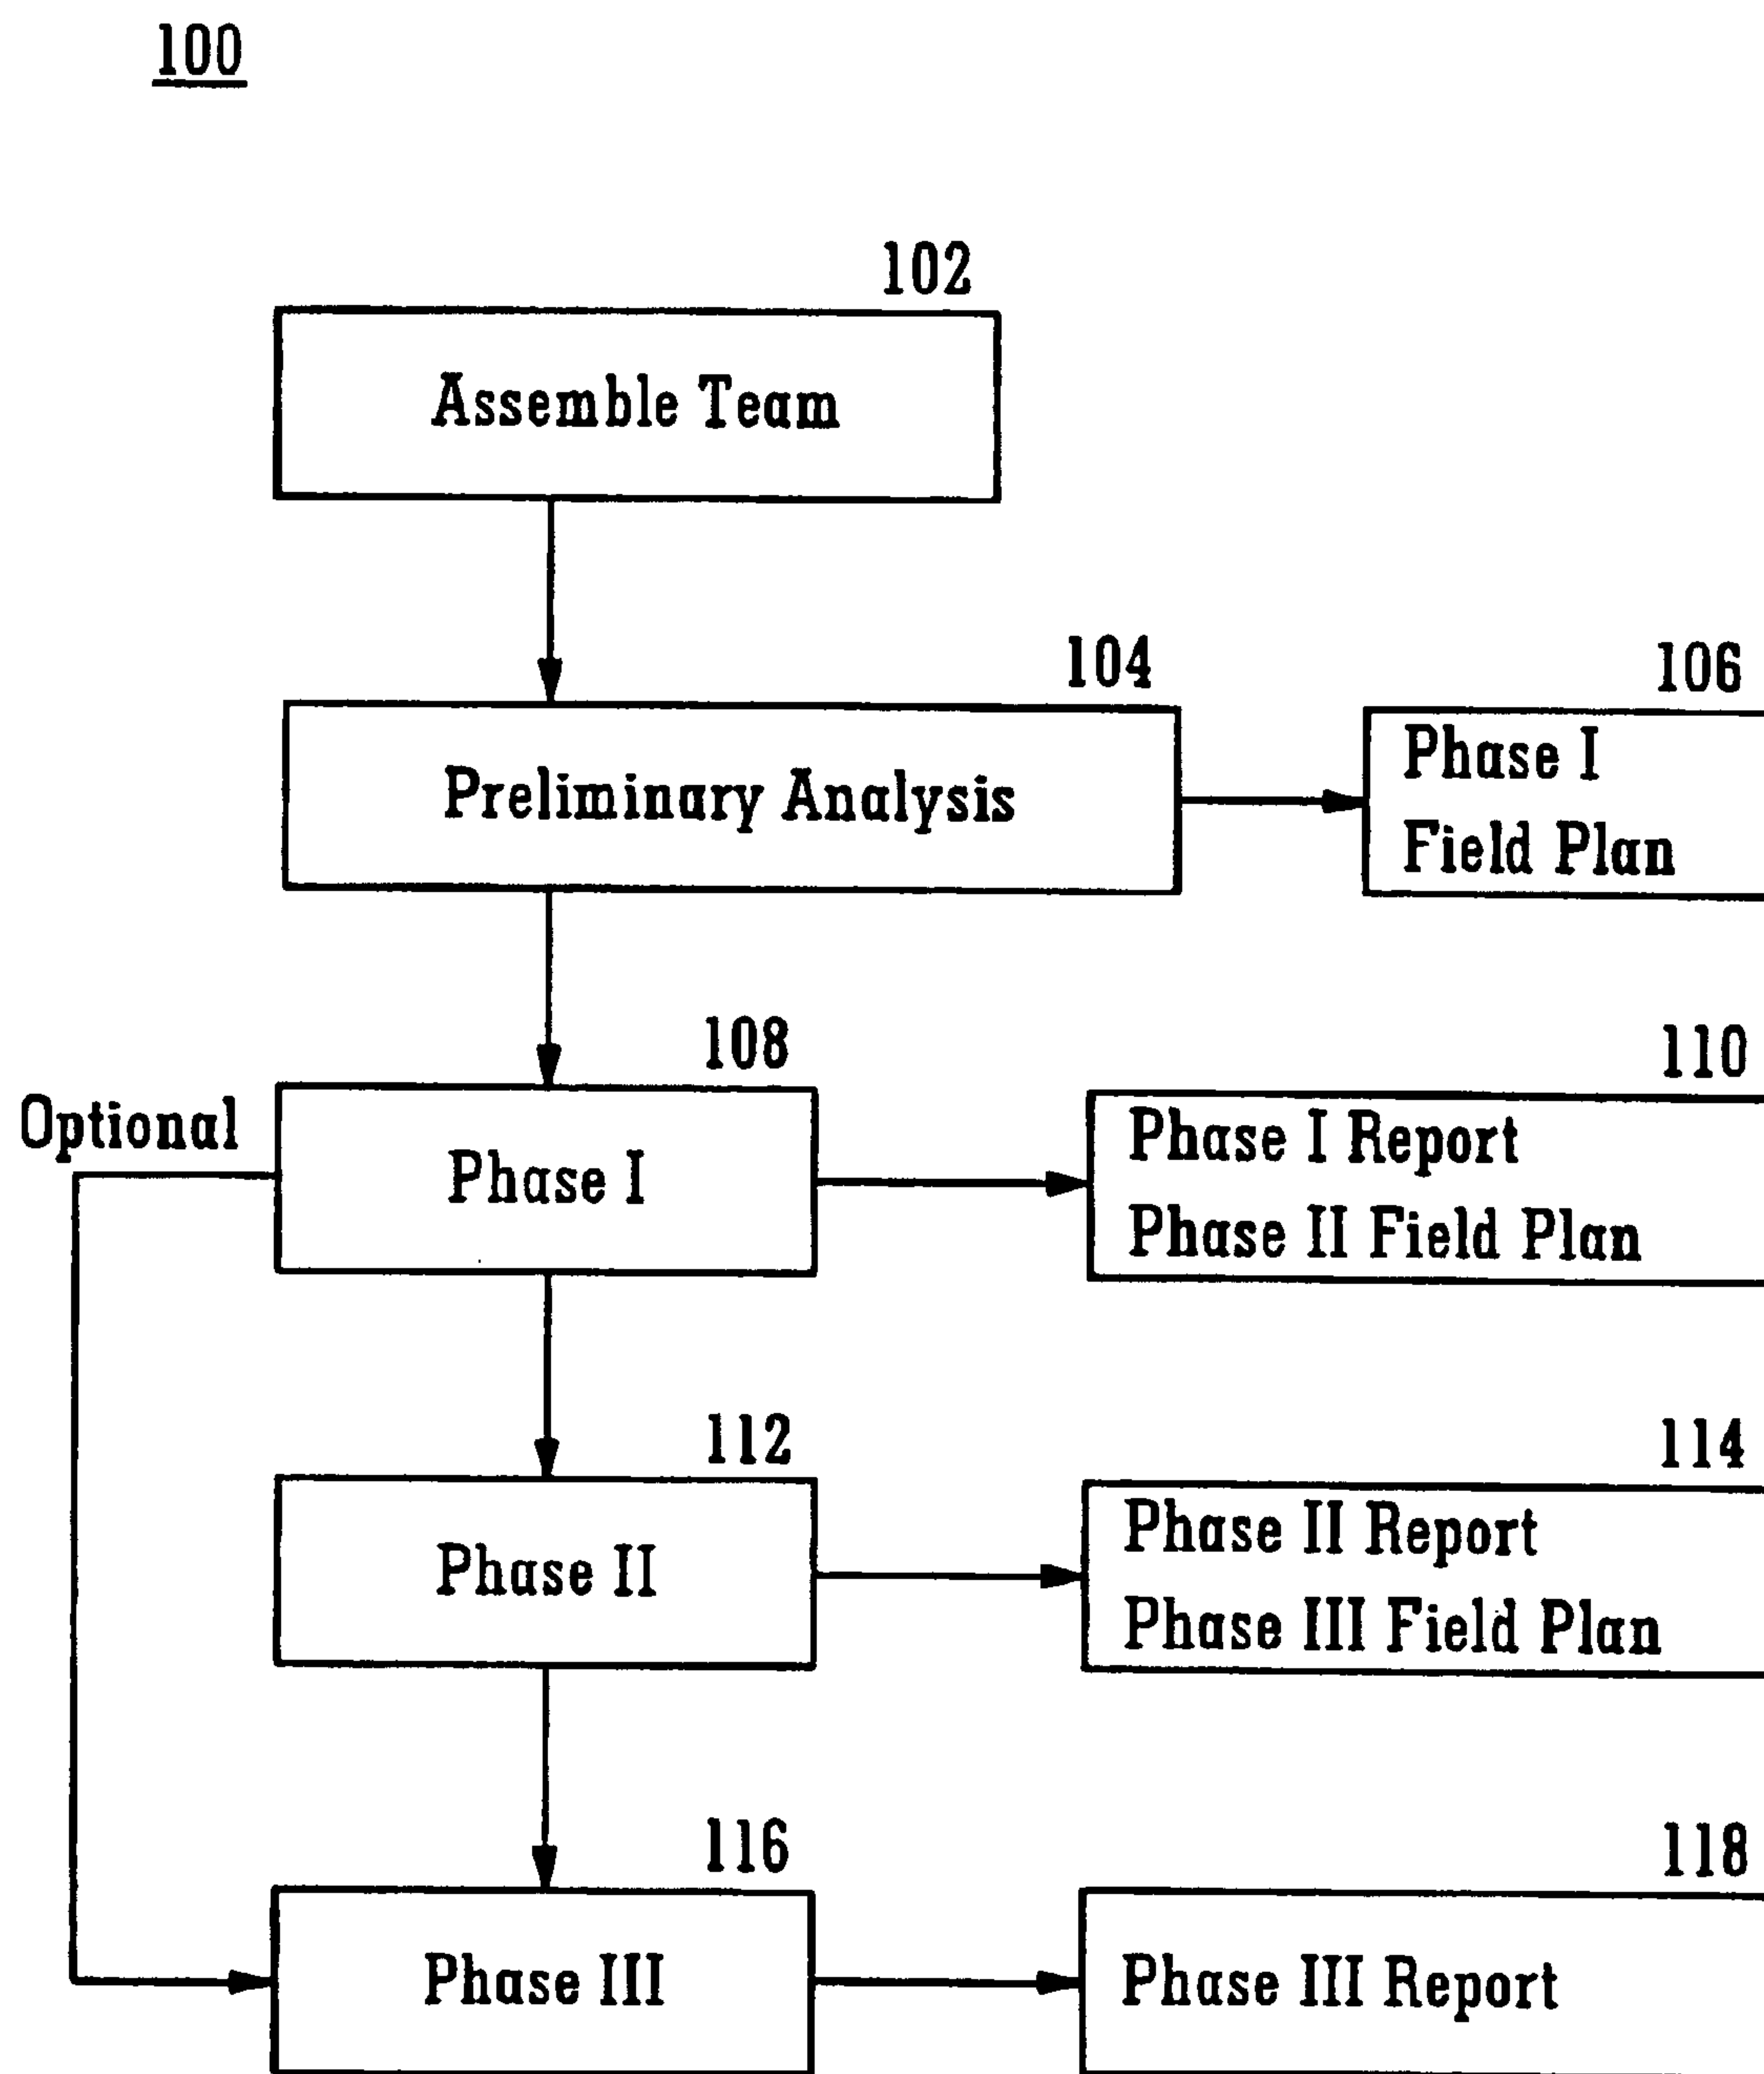 100
102
Assemble Team
104
Preliminary Analysis
106
Phase I
Field Plan
108
Optional
Phase I
110
Phase I Report
Phase II Field Plan
112
Phase II
114
Phase II Report
Phase III Field Plan
116
Phase III
118
Phase III Report